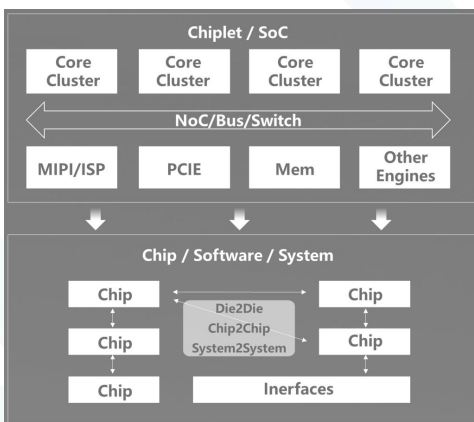 Chiplet / SoC
Core Cluster
Core Cluster
Core Cluster
Core Cluster
NoC/Bus/Switch
MIPI/ISP
PCIE
Mem
Other Engines
Chip / Software / System
Chip
Chip
Die2Die
Chip2Chip
System2System
Chip
Chip
Chip
Inerfaces